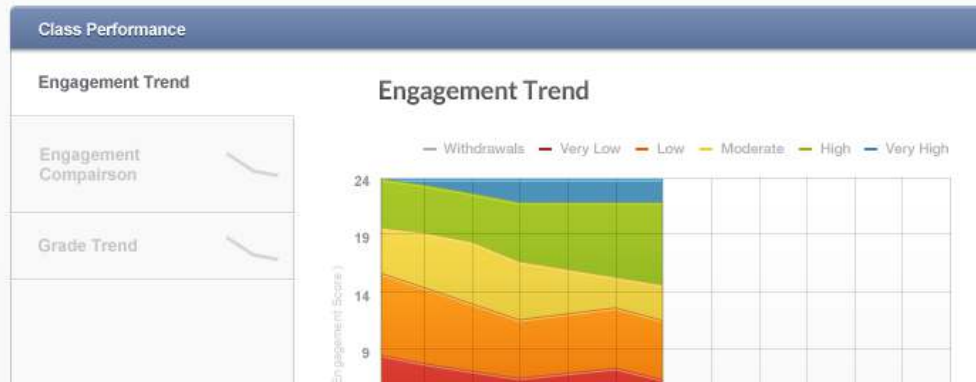 Class Performance
Engagement Trend
Engagement
Compairson
Grade Trend
Engagement Trend
Withdrawals Very Low Low Moderate High Very High
24
19
14
9
Engagement Score )